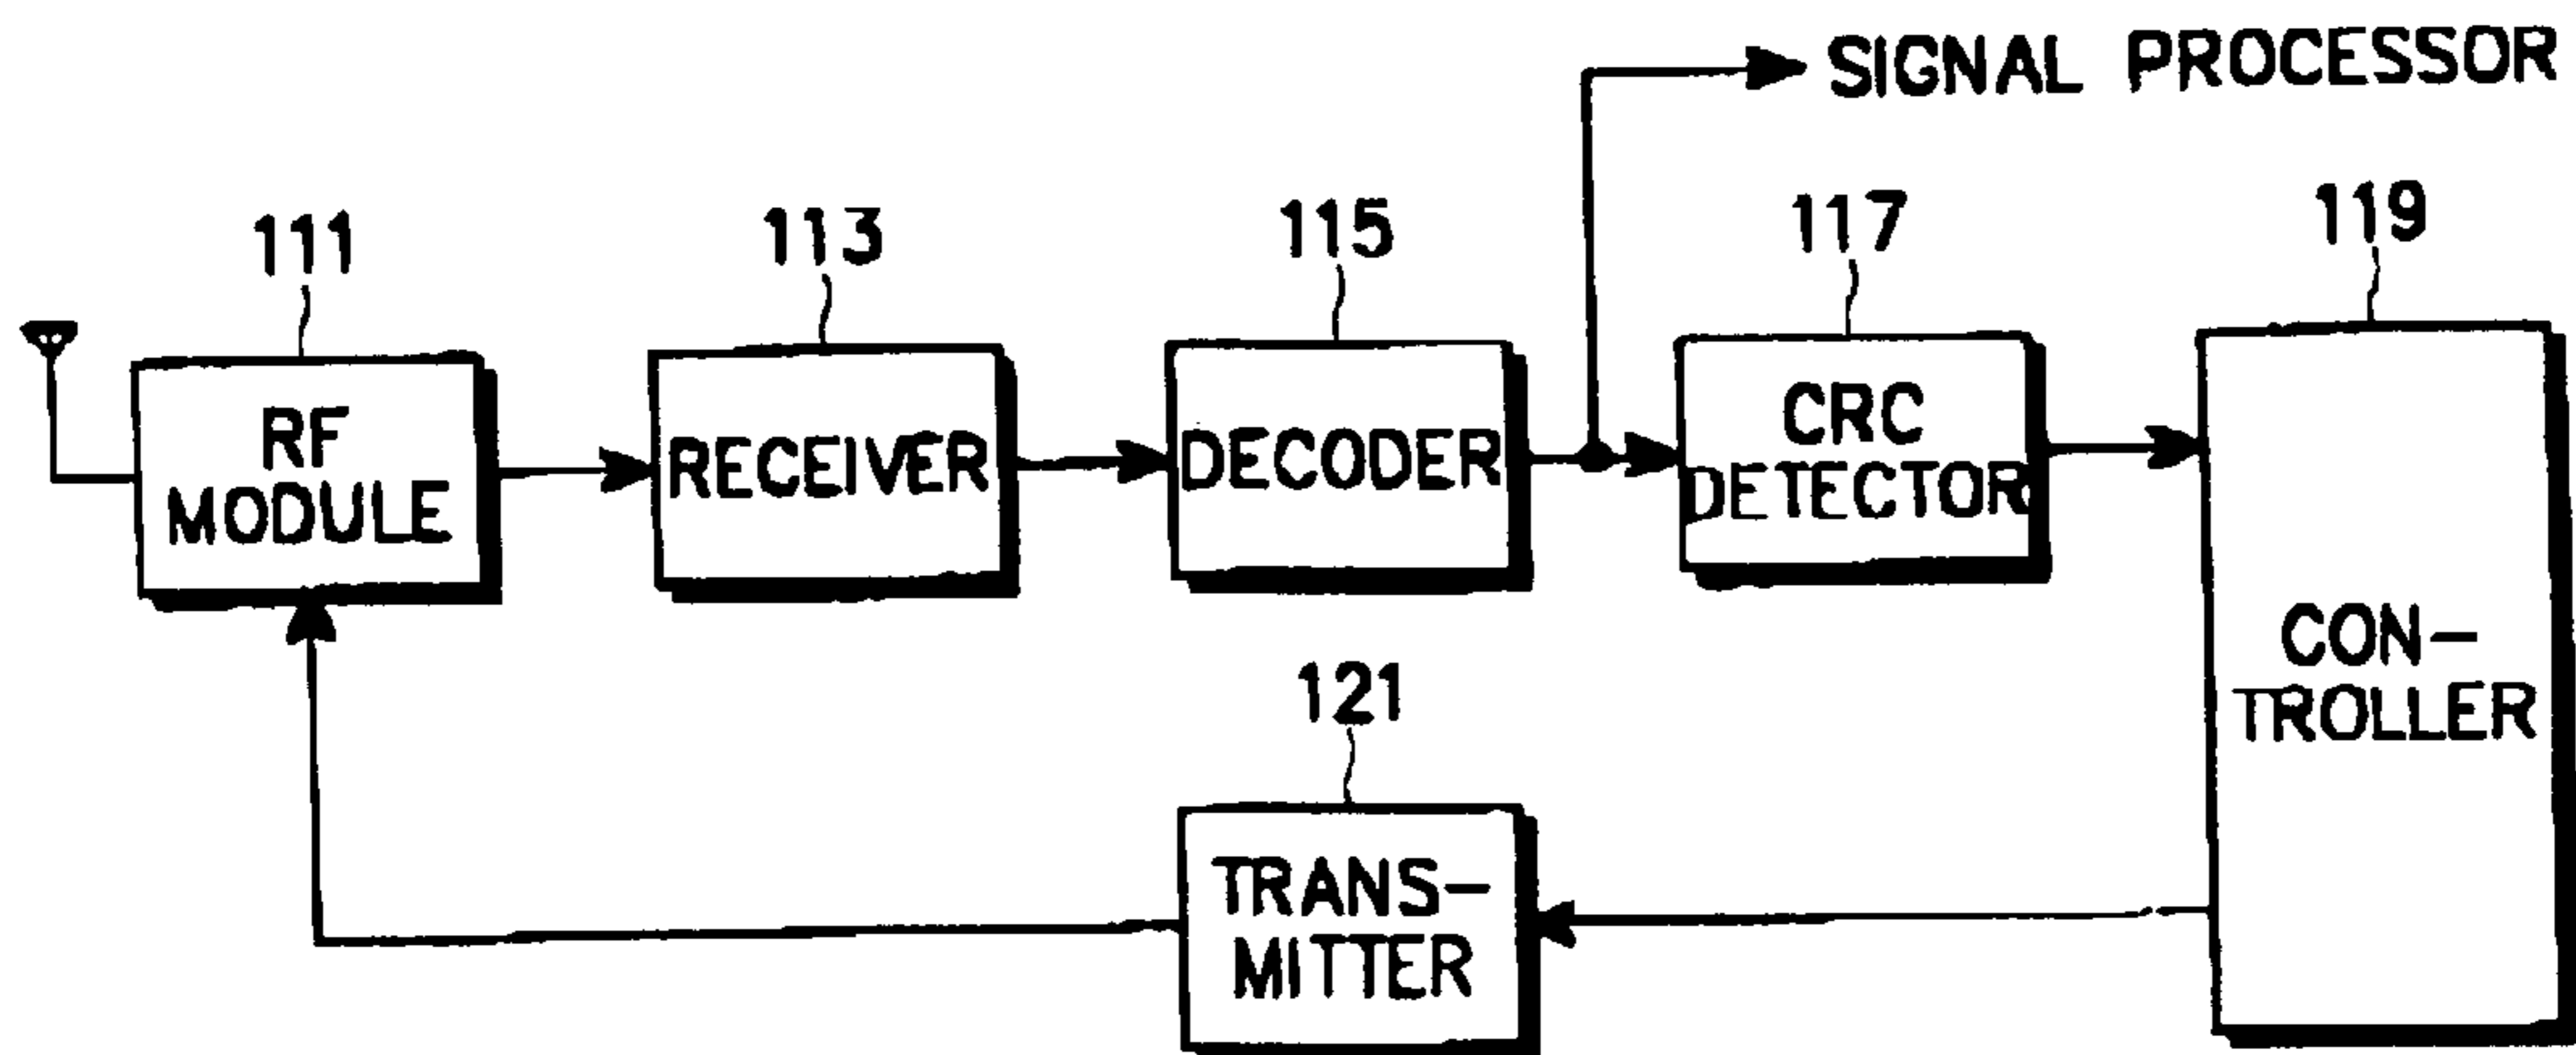 SIGNAL PROCESSOR
111
113
115
117
119
RF
MODULE
RECEIVER
DECODER
CRC
DETECTOR
CON-
TROLLER
121
TRANS-
MITTER